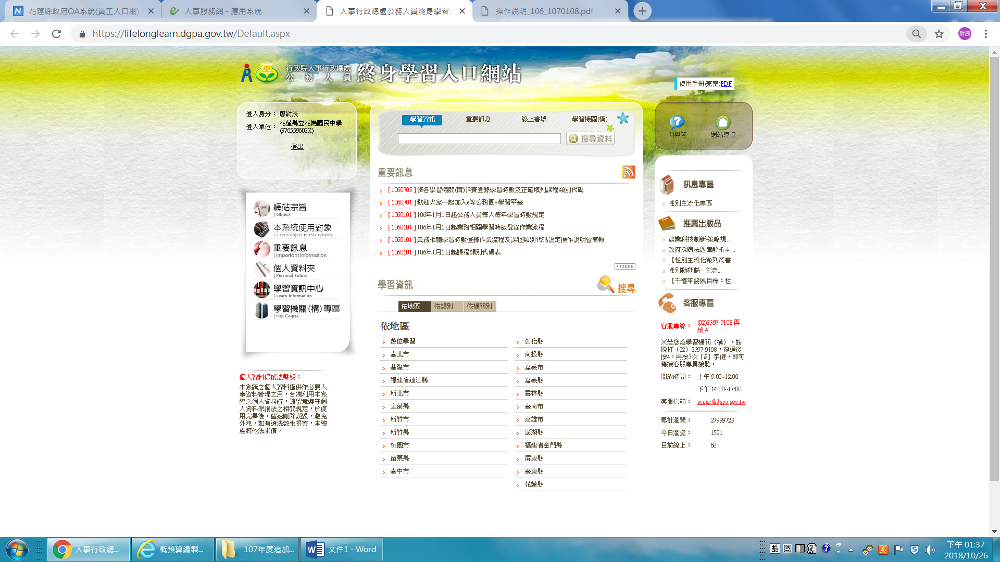 花蓮縣政府OA系統(員工入口網)
人事服務網 - 應用系統
人事行政總處公務人員終身學習入
操作說明_106_1070108.pdf
https://lifelonglearn.dgpa.gov.tw/Default.aspx
尉辰
行政院人事行政總處
公務人員
終身學習入口網站
使用手冊(完整)PDF
登入身分：
廖尉辰
登入單位：
花蓮縣立花崗國民中學
(376559602X)
登出
學習資訊
重要訊息
線上書城
學習機關(構)
搜尋資料
問與答
網站導覽
網站宗旨
| Object
本系統使用對象
| User's object in this systems
重要訊息
| Important information
個人資料夾
| Personal Folder
學習資訊中心
| Learn Information
學習機關(構)專區
| Hot Course
個人資料保護法聲明：
本系統之個人資料僅供作必要人
事資料管理之用，台端利用本系
統之個人資料時，請留意遵守個
人資料保護法之相關規定，於使
用完畢後，儘速刪除銷毀，避免
外洩，如有違法致生損害，本總
處將依法求償。
重要訊息
[ 1060705 ] 請各學習機關(構)詳實登錄學習時數及正確填列課程類別代碼
[ 1060701 ] 歡迎大家一起加入e等公務園+學習平臺
[ 1060101 ] 106年1月1日起公務人員每人每年學習時數規定
[ 1060101 ] 106年1月1日起業務相關學習時數登錄作業流程
[ 1060101 ] 業務相關學習時數登錄作業流程及課程類別代碼設定操作說明會簡報
[ 1060101 ] 106年1月1日起課程類別代碼表
MORE
學習資訊
搜尋
依地區
依類別
依機關別
依地區
數位學習
臺北市
基隆市
福建省連江縣
新北市
宜蘭縣
新竹市
新竹縣
桃園市
苗栗縣
臺中市
彰化縣
南投縣
嘉義市
嘉義縣
雲林縣
臺南市
高雄市
澎湖縣
福建省金門縣
屏東縣
臺東縣
花蓮縣
訊息專區
性別主流化專區
推薦出版品
農業科技創新-策略規...
政府採購法題庫解析本...
【性別主流化系列叢書...
性別動動腦 - 主流...
【千禧年發展目標：性...
客服專區
客服專線：
(02)2397-9108 再
按 4
※若您為學習機關（構），請
撥打（02）2397-9108，撥通後
按4，再按3次「#」字鍵，即可
轉接客服專員接聽。
開放時間：
上午 9:00~12:00
下午 14:00~17:00
客服信箱：
pemis@dgpa.gov.tw
累計瀏覽：
27999723
今日瀏覽：
1591
目前線上：
68
人事行政總...
概預算編製...
107年度追加...
文件1 - Word
酷
下午 01:37
2018/10/26